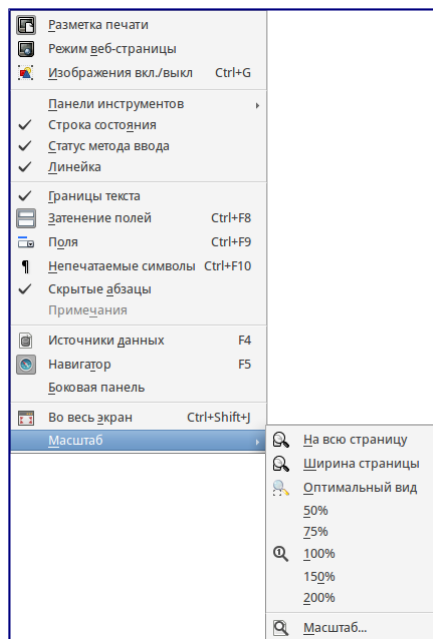 Разметка печати
Режим веб-страницы
Изображения вкл./выкл Ctrl+G
Панели инструментов
Строка состояния
Статус метода ввода
Линейка
Границы текста
Затенение полей Ctrl+F8
Поля Ctrl+F9
Непечатаемые символы Ctrl+F10
Скрытые абзацы
Примечания
Источники данных F4
Навигатор F5
Боковая панель
Во весь экран Ctrl+Shift+J
Масштаб
На всю страницу
Ширина страницы
Оптимальный вид
50%
75%
100%
150%
200%
Масштаб...